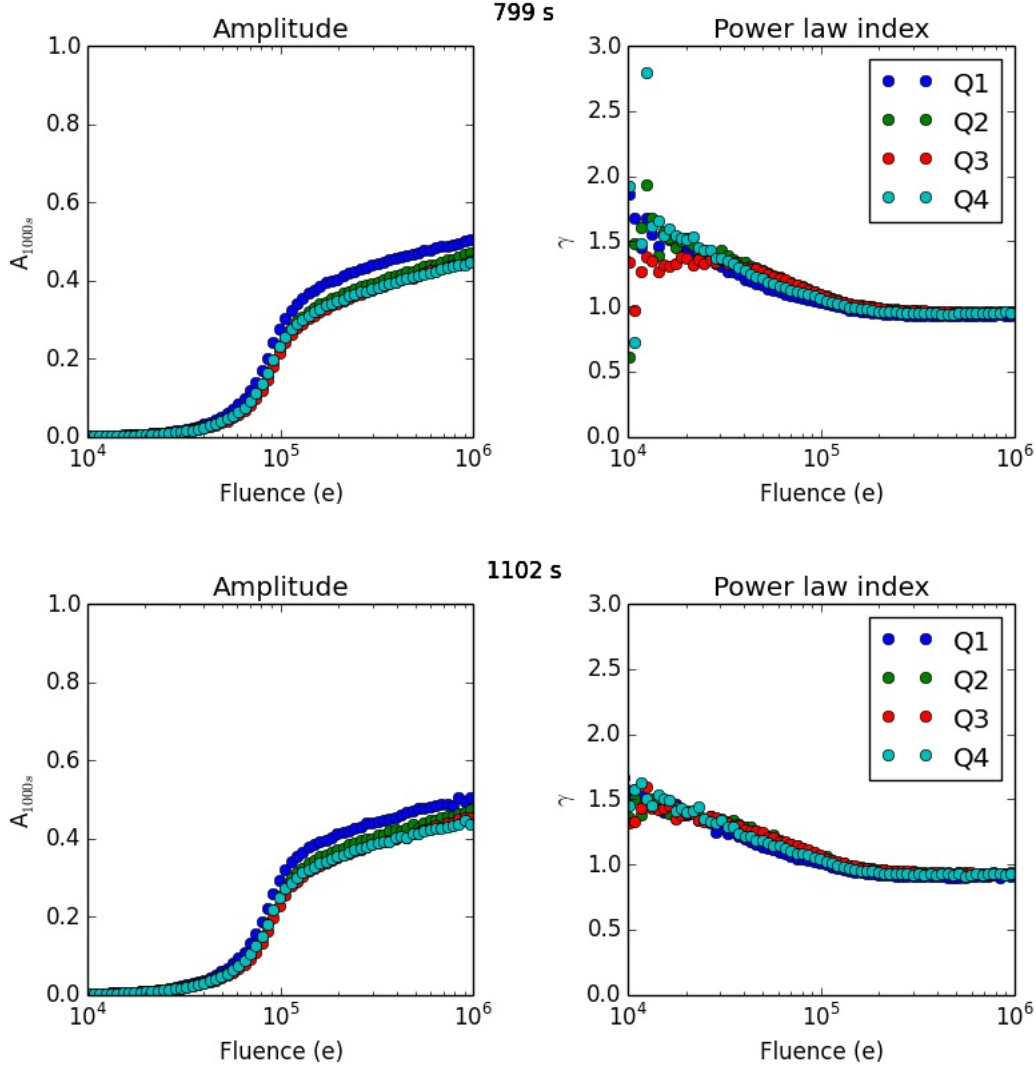 799 s
Amplitude
Power law index
1.0
0.8
0.6
0.4
0.2
0.0
A1000s
10^4
10^5
10^6
Fluence (e)
3.0
2.5
2.0
1.5
1.0
0.5
0.0
γ
Q1
Q2
Q3
Q4
10^4
10^5
10^6
Fluence (e)
1102 s
Amplitude
Power law index
1.0
0.8
0.6
0.4
0.2
0.0
A1000s
10^4
10^5
10^6
Fluence (e)
3.0
2.5
2.0
1.5
1.0
0.5
0.0
γ
Q1
Q2
Q3
Q4
10^4
10^5
10^6
Fluence (e)